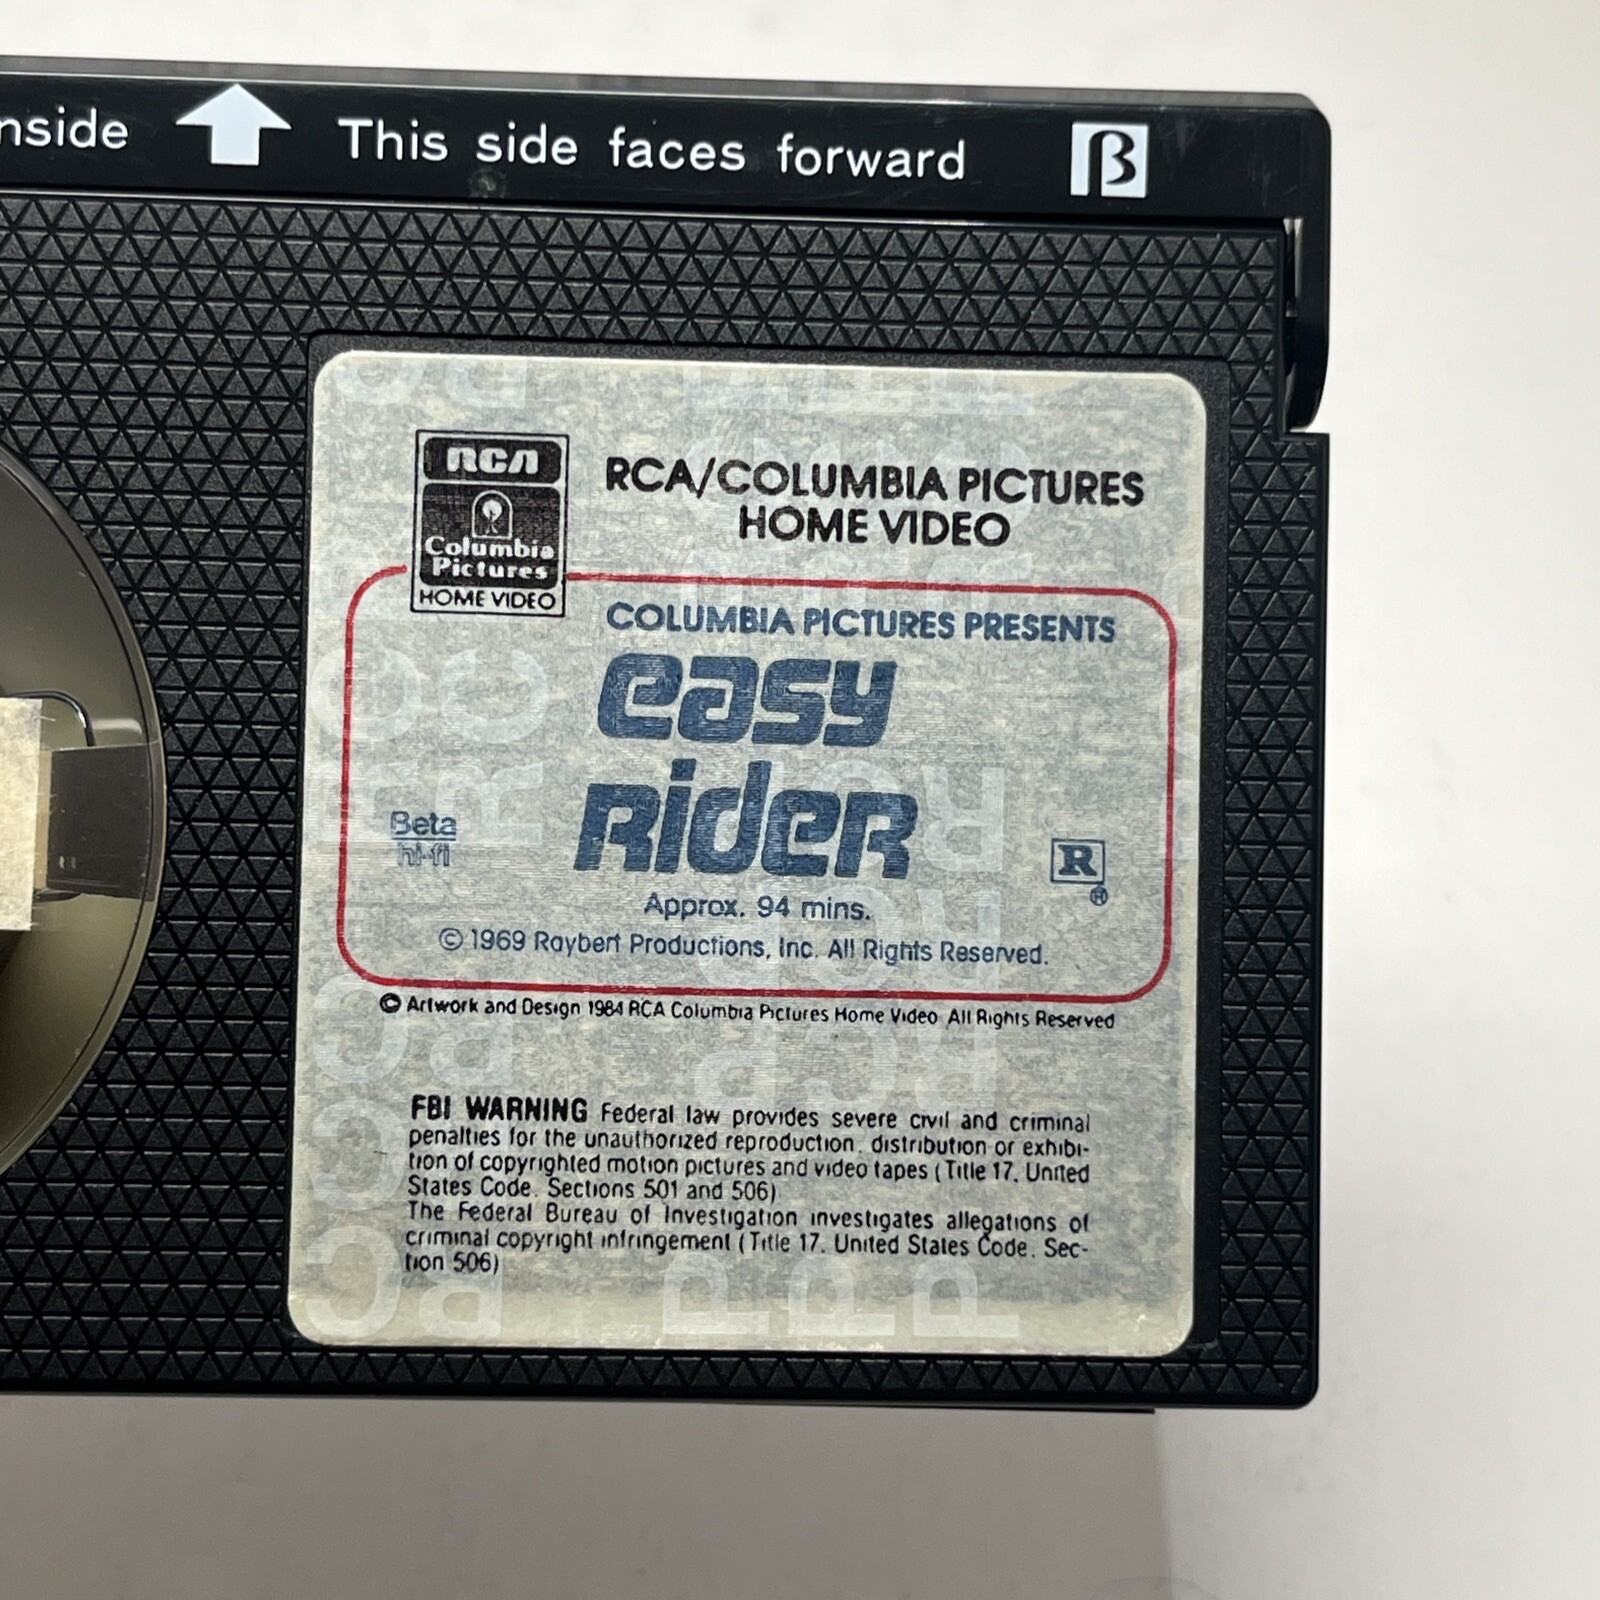 nside This side faces forward β
RCA
Columbia
Pictures
HOME VIDEO
RCA/COLUMBIA PICTURES
HOME VIDEO
COLUMBIA PICTURES PRESENTS
easy
RideR
Beta
hi-fi
R
Approx. 94 mins.
© 1969 Raybert Productions, Inc. All Rights Reserved.
© Artwork and Design 1984 RCA Columbia Pictures Home Video All Rights Reserved
FBI WARNING Federal law provides severe civil and criminal
penalties for the unauthorized reproduction, distribution or exhibi-
tion of copyrighted motion pictures and video tapes (Title 17, United
States Code, Sections 501 and 506)
The Federal Bureau of Investigation investigates allegations of
criminal copyright infringement (Title 17, United States Code, Sec-
tion 506)